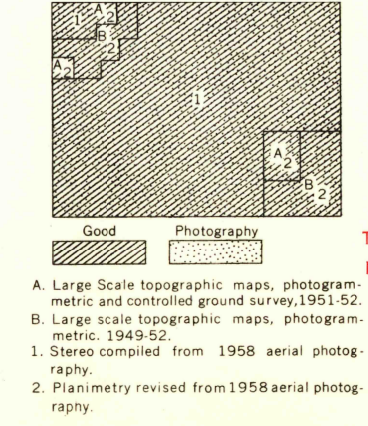 1 A 2
B 2
A 2
1
A 2
B 2
Good Photography
A. Large Scale topographic maps, photogram-
metric and controlled ground survey,1951-52.
B. Large scale topographic maps, photogram-
metric. 1949-52.
1. Stereo compiled from 1958 aerial photog-
raphy.
2. Planimetry revised from 1958 aerial photog-
raphy.